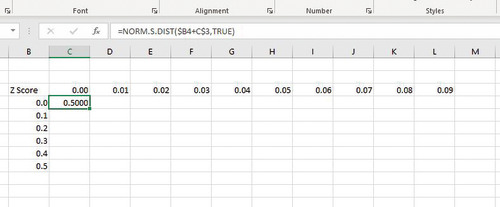 Font Alignment Number Styles
=NORM.S.DIST($B4+C$3,TRUE)
B C D E F G H I J K L M
Z Score 0.00 0.01 0.02 0.03 0.04 0.05 0.06 0.07 0.08 0.09
0.0 0.5000
0.1
0.2
0.3
0.4
0.5